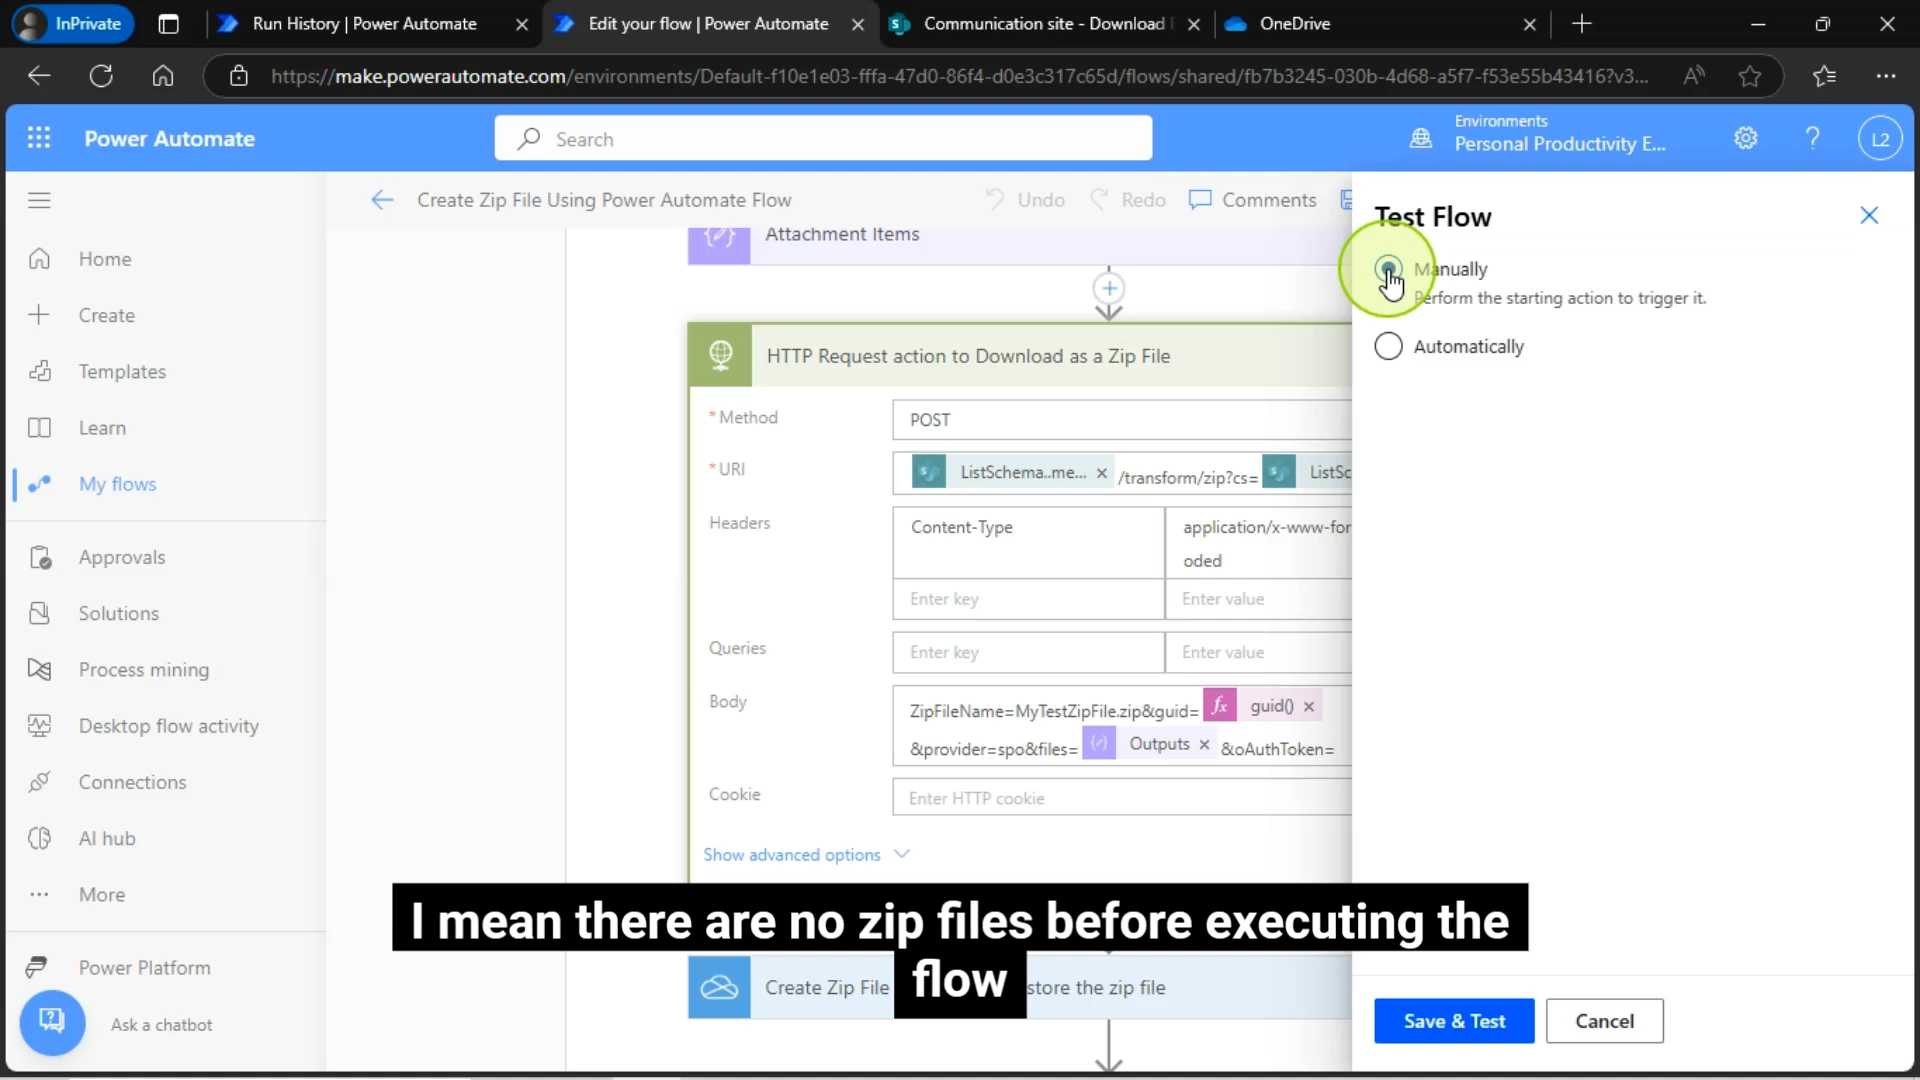 InPrivate
Run History | Power Automate
Edit your flow | Power Automate
Communication site - Download
OneDrive
https://make.powerautomate.com/environments/Default-f10e1e03-fffa-47d0-86f4-d0e3c317c65d/flows/shared/fb7b3245-030b-4d68-a5f7-f53e55b43416?v3...
Power Automate
Search
Environments
Personal Productivity E...
L2
Create Zip File Using Power Automate Flow
Undo
Redo
Comments
Test Flow
Manually
Perform the starting action to trigger it.
Automatically
Home
Create
Templates
Learn
My flows
Approvals
Solutions
Process mining
Desktop flow activity
Connections
AI hub
More
Power Platform
Ask a chatbot
Attachment Items
HTTP Request action to Download as a Zip File
* Method
POST
* URI
ListSchema..me... × /transform/zip?cs= ListSc
Headers
Content-Type
application/x-www-for
oded
Enter key
Enter value
Queries
Enter key
Enter value
Body
ZipFileName=MyTestZipFile.zip&guid= fx guid() ×
&provider=spo&files= Outputs × &oAuthToken=
Cookie
Enter HTTP cookie
Show advanced options
I mean there are no zip files before executing the
flow
Create Zip File
store the zip file
Save & Test
Cancel